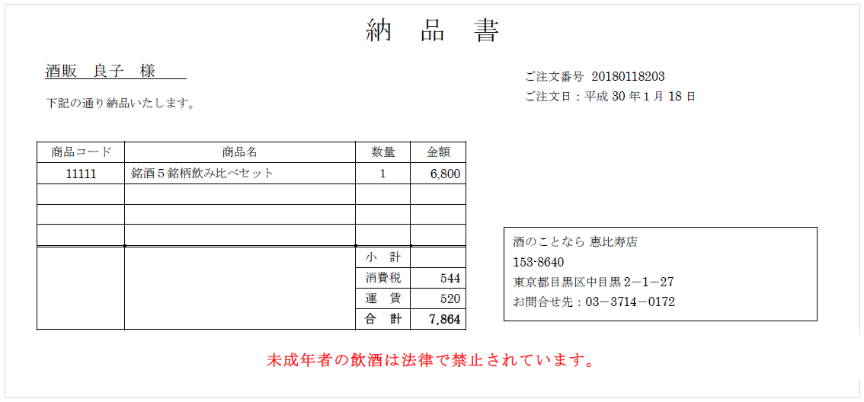 納 品 書
酒販 良子 様
ご注文番号 20180118203
ご注文日：平成 30 年 1 月 18 日
下記の通り納品いたします。
商品コード 商品名 数量 金額
11111 銘酒５銘柄飲み比べセット 1 6,800
小 計
消費税 544
運 賃 520
合 計 7,864
酒のことなら 恵比寿店
153-8640
東京都目黒区中目黒２－１－27
お問合せ先：03－3714－0172
未成年者の飲酒は法律で禁止されています。